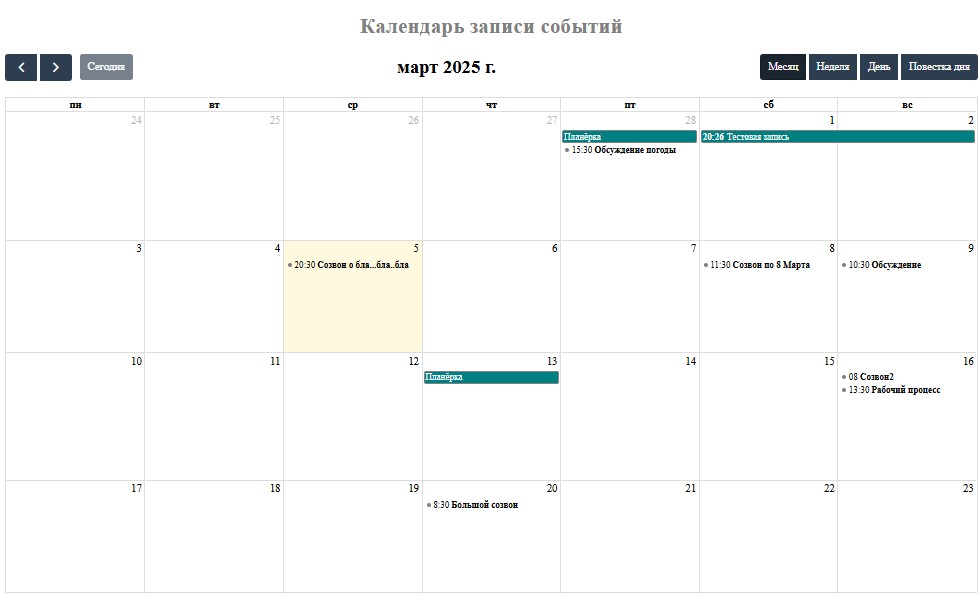 Календарь записи событий
Сегодня
март 2025 г.
Месяц Неделя День Повестка дня
пн вт ср чт пт сб вс
24 25 26 27 28 1 2
Планёрка
20:26 Тестовая запись
15:30 Обсуждение погоды
3 4 5 6 7 8 9
20:30 Созвон о бла...бла..бла
11:30 Созвон по 8 Марта
10:30 Обсуждение
10 11 12 13 14 15 16
Планёрка
08 Созвон2
13:30 Рабочий процесс
17 18 19 20 21 22 23
8:30 Большой созвон